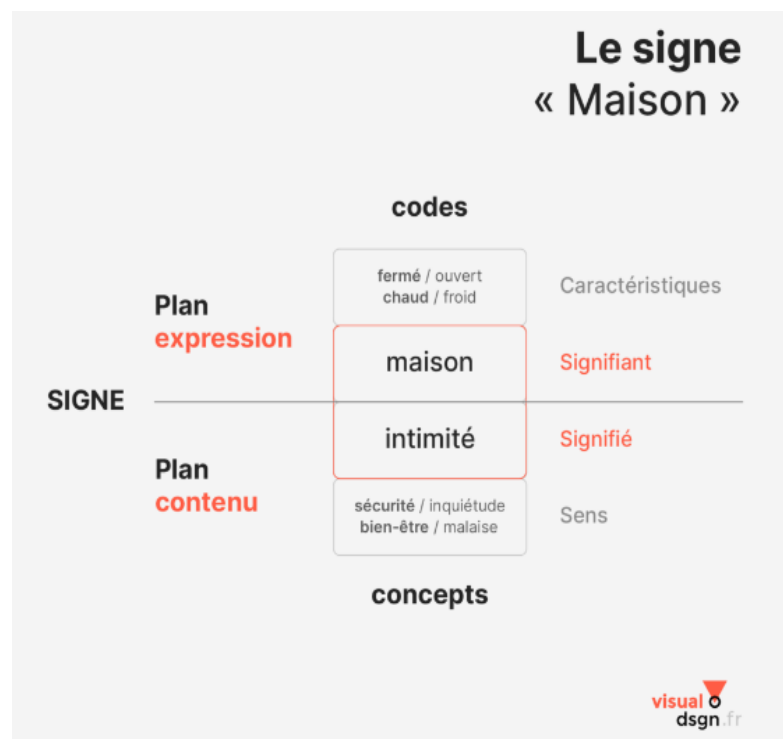 Le signe
« Maison »
codes
fermé / ouvert
chaud / froid
Caractéristiques
Plan
expression
maison
Signifiant
SIGNE
intimité
Signifié
Plan
contenu
sécurité / inquiétude
bien-être / malaise
Sens
concepts
visual
dsgn.fr